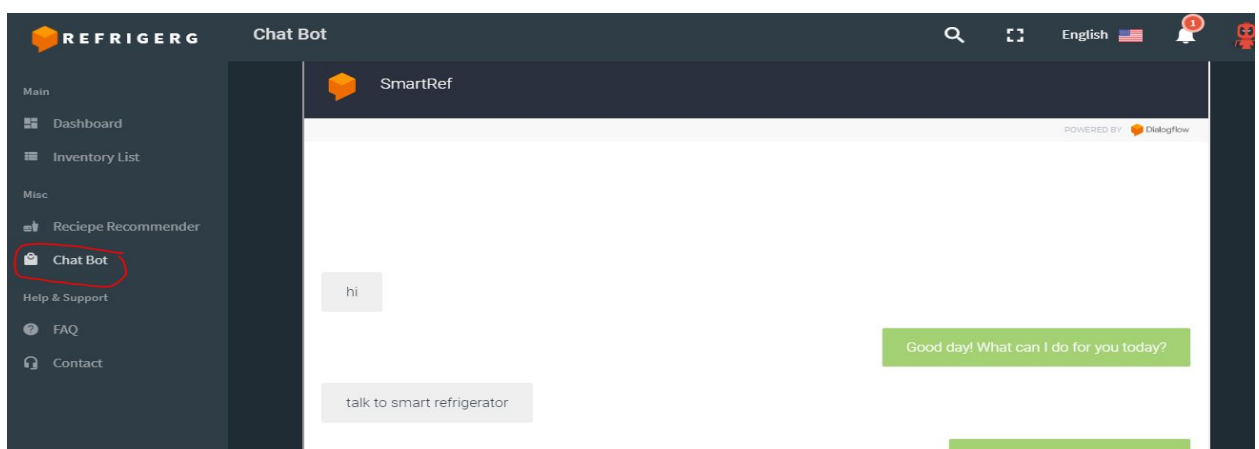 REFRIGERG
Chat Bot
English
1
Main
Dashboard
Inventory List
Misc
Reciepe Recommender
Chat Bot
Help & Support
FAQ
Contact
SmartRef
POWERED BY Dialogflow
hi
Good day! What can I do for you today?
talk to smart refrigerator